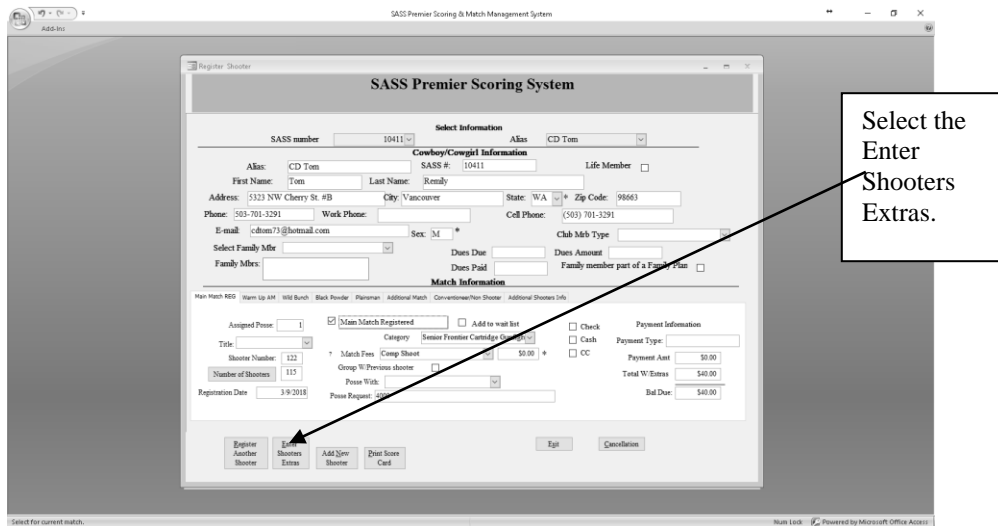 SASS Premier Scoring & Match Management System
Add-Ins
Register Shooter
SASS Premier Scoring System
Select Information
SASS number 10411 Alias CD Tom
Cowboy/Cowgirl Information
Alias: CD Tom SASS #: 10411 Life Member
First Name: Tom Last Name: Remily
Address: 5323 NW Cherry St. #B City: Vancouver State: WA * Zip Code: 98663
Phone: 503-701-3291 Work Phone: Cell Phone: (503) 701-3291
E-mail: cdtom73@hotmail.com Sex: M * Club Mrb Type
Select Family Mbr Dues Due Dues Amount
Family Mbrs: Dues Paid Family member part of a Family Plan
Match Information
Main Match REG Warm Up AM Wild Bunch Black Powder Plainsman Additional Match Conventioneer/Non Shooter Additional Shooters Info
Assigned Posse: 1 Main Match Registered Add to wait list Check Payment Information
Title: Category Senior Frontier Cartridge Cash Payment Type:
Shooter Number: 122 ? Match Fees Comp Shoot $0.00 + CC Payment Amt $0.00
Number of Shooters 115 Group W/Previous shooter Total W/Extras $40.00
Posse With: Bal Due: $40.00
Registration Date 3/9/2018 Posse Request:
Register Another Shooter
Enter Shooters Extras
Add New Shooter
Print Score Card
Exit
Cancellation
Select the
Enter
Shooters
Extras.
Select for current match. Num Lock Powered by Microsoft Office Access